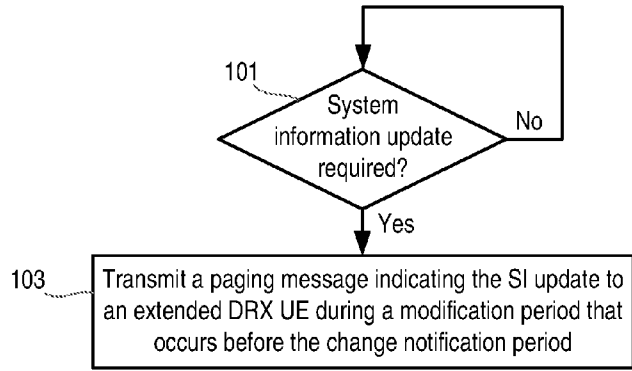 101
System
information update
required?
No
Yes
103
Transmit a paging message indicating the SI update to
an extended DRX UE during a modification period that
occurs before the change notification period